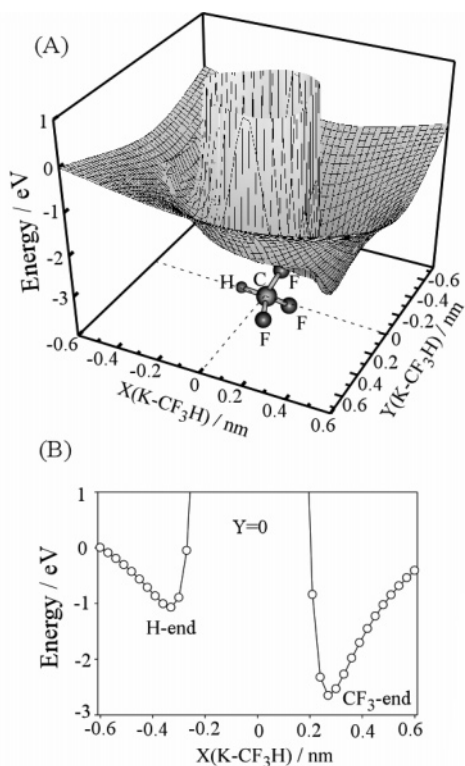 (A)
1
0
-1
-2
-3
Energy / eV
H
C
F
F
F
-0.6
-0.4
-0.2
0
0.2
0.4
0.6
X(K-CF₃H) / nm
-0.6
-0.4
-0.2
0
0.2
0.4
0.6
Y(K-CF₃H) / nm
(B)
1
0
-1
-2
-3
Energy / eV
Y=0
H-end
CF₃-end
-0.6 -0.4 -0.2 0 0.2 0.4 0.6
X(K-CF₃H) / nm